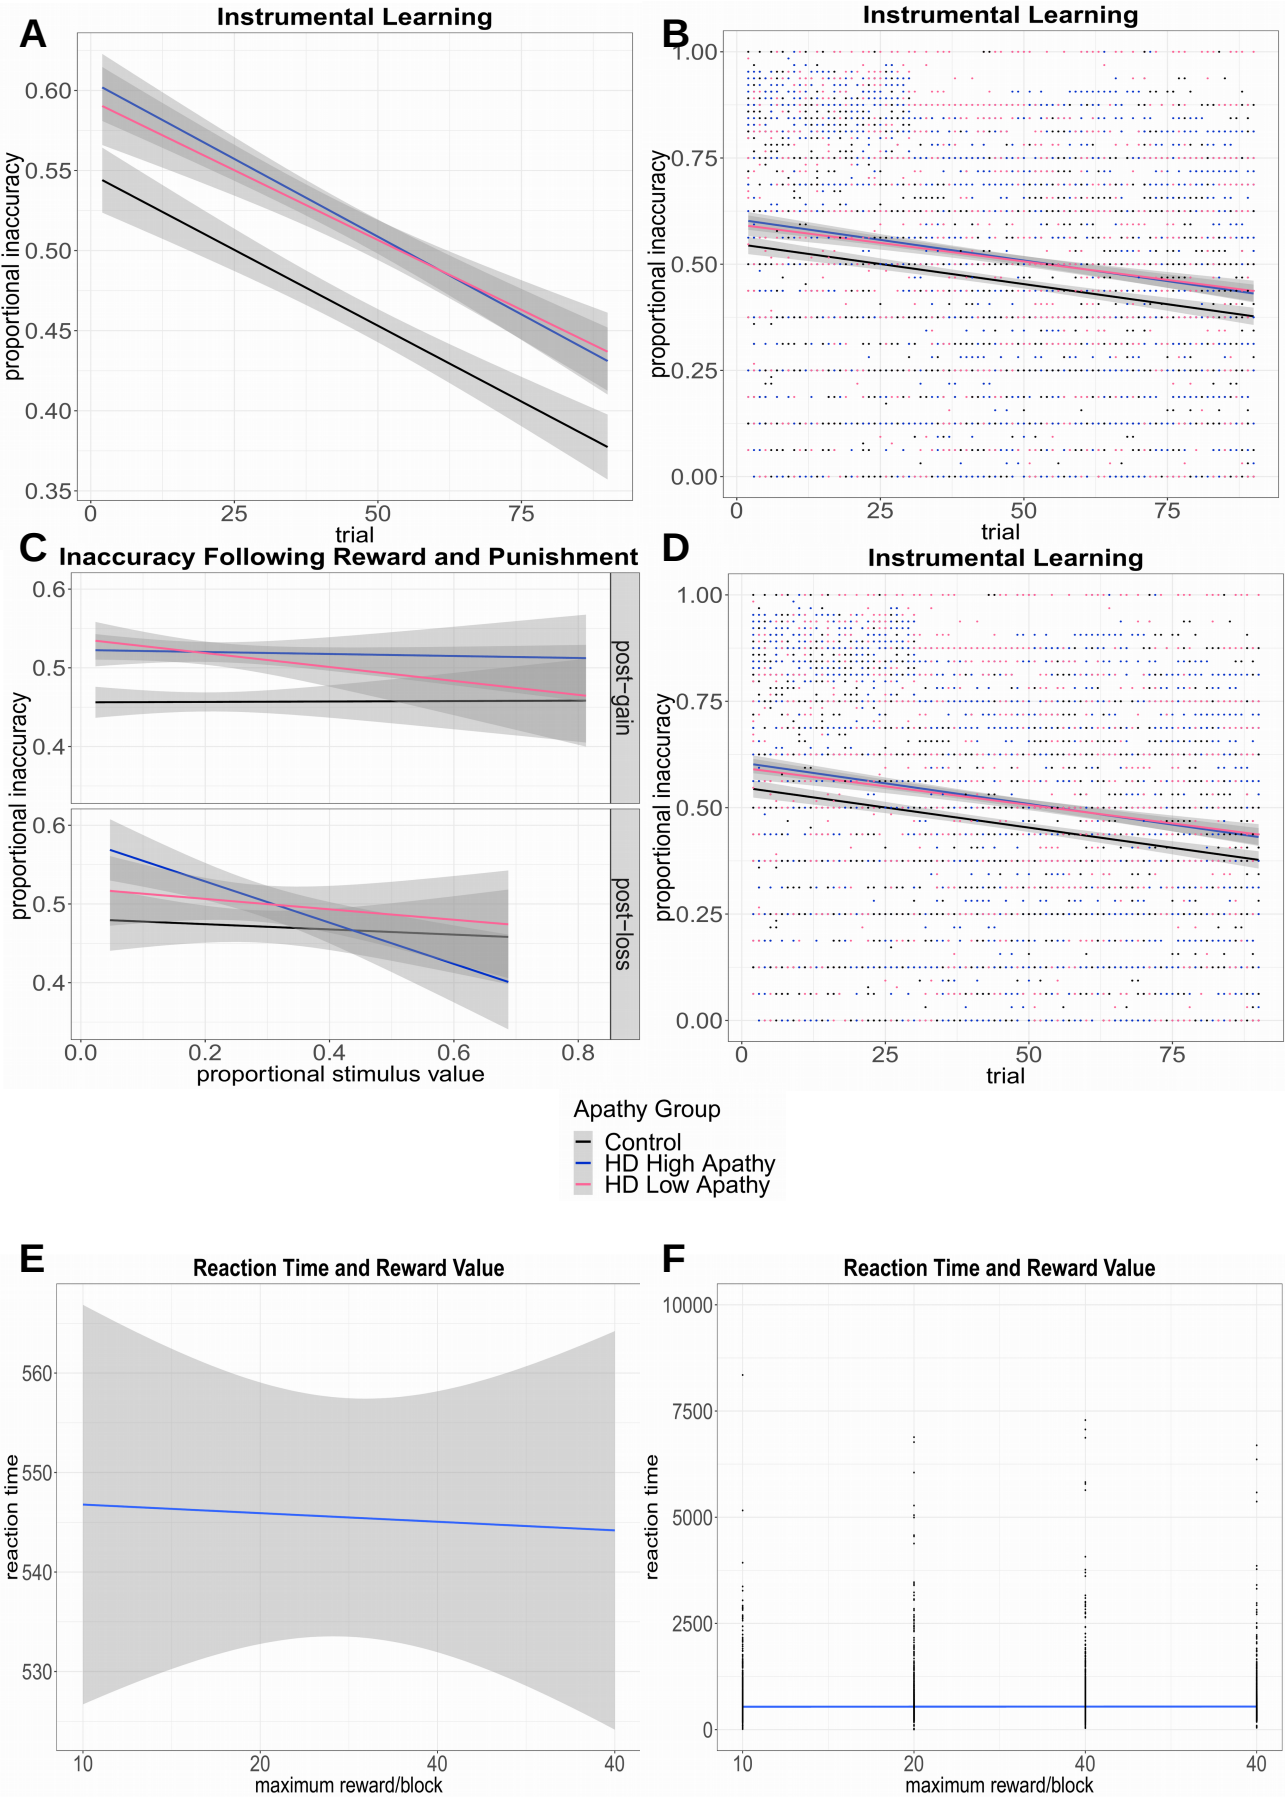 A
Instrumental Learning
proportional inaccuracy
0.60
0.55
0.50
0.45
0.40
0.35
0 25 50 75
trial
B
Instrumental Learning
proportional inaccuracy
1.00
0.75
0.50
0.25
0.00
0 25 50 75
trial
C
Inaccuracy Following Reward and Punishment
proportional inaccuracy
0.6
0.5
0.4
post−gain
0.6
0.5
0.4
post−loss
0.0 0.2 0.4 0.6 0.8
proportional stimulus value
D
Instrumental Learning
proportional inaccuracy
1.00
0.75
0.50
0.25
0.00
0 25 50 75
trial
Apathy Group
Control
HD High Apathy
HD Low Apathy
E
Reaction Time and Reward Value
reaction time
560
550
540
530
10 20 40 40
maximum reward/block
F
Reaction Time and Reward Value
reaction time
10000
7500
5000
2500
0
10 20 40 40
maximum reward/block